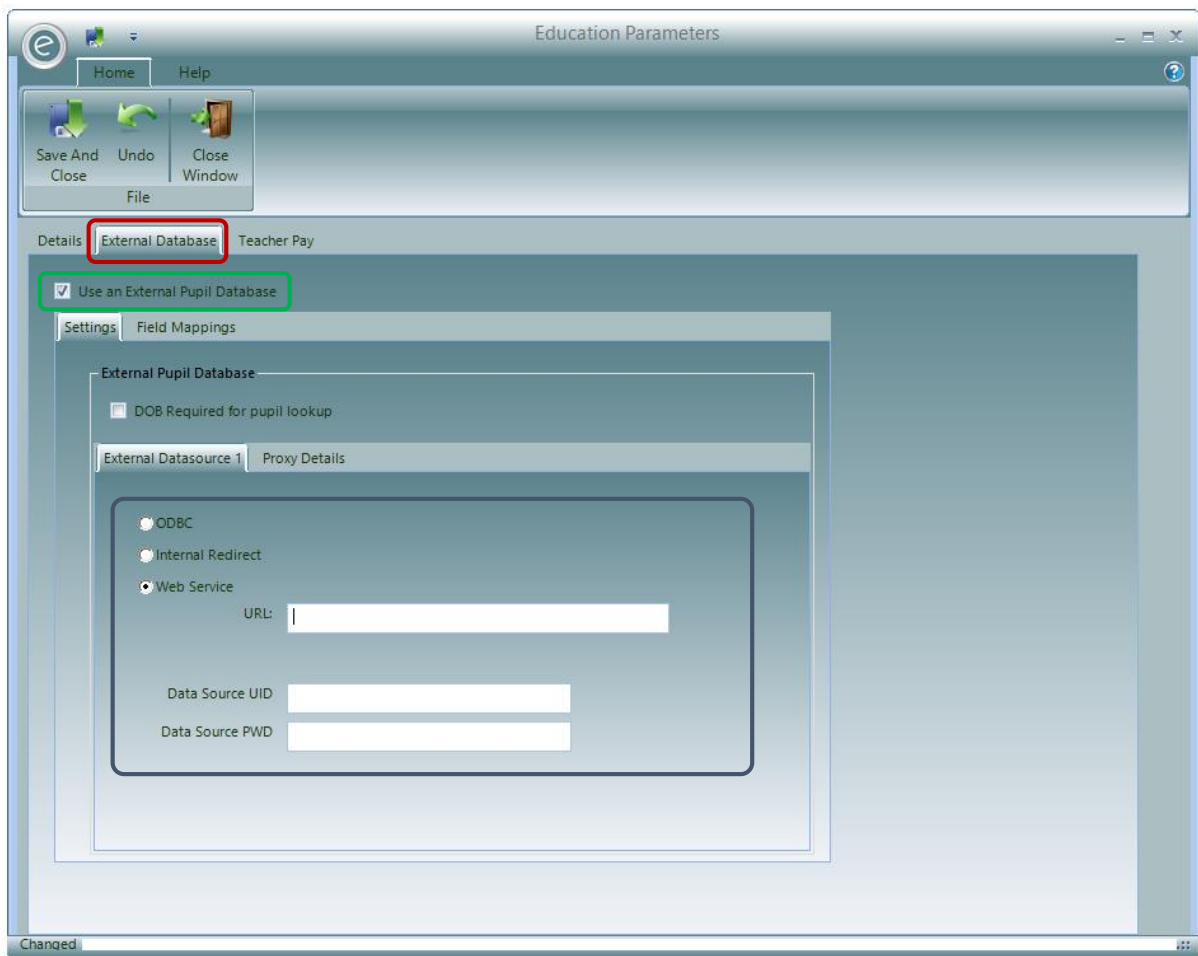 Education Parameters
e
Home Help
?
Save And Close
Undo
Close Window
File
Details External Database Teacher Pay
Use an External Pupil Database
Settings Field Mappings
External Pupil Database
DOB Required for pupil lookup
External Datasource 1 Proxy Details
ODBC
Internal Redirect
Web Service
URL:
Data Source UID
Data Source PWD
Changed